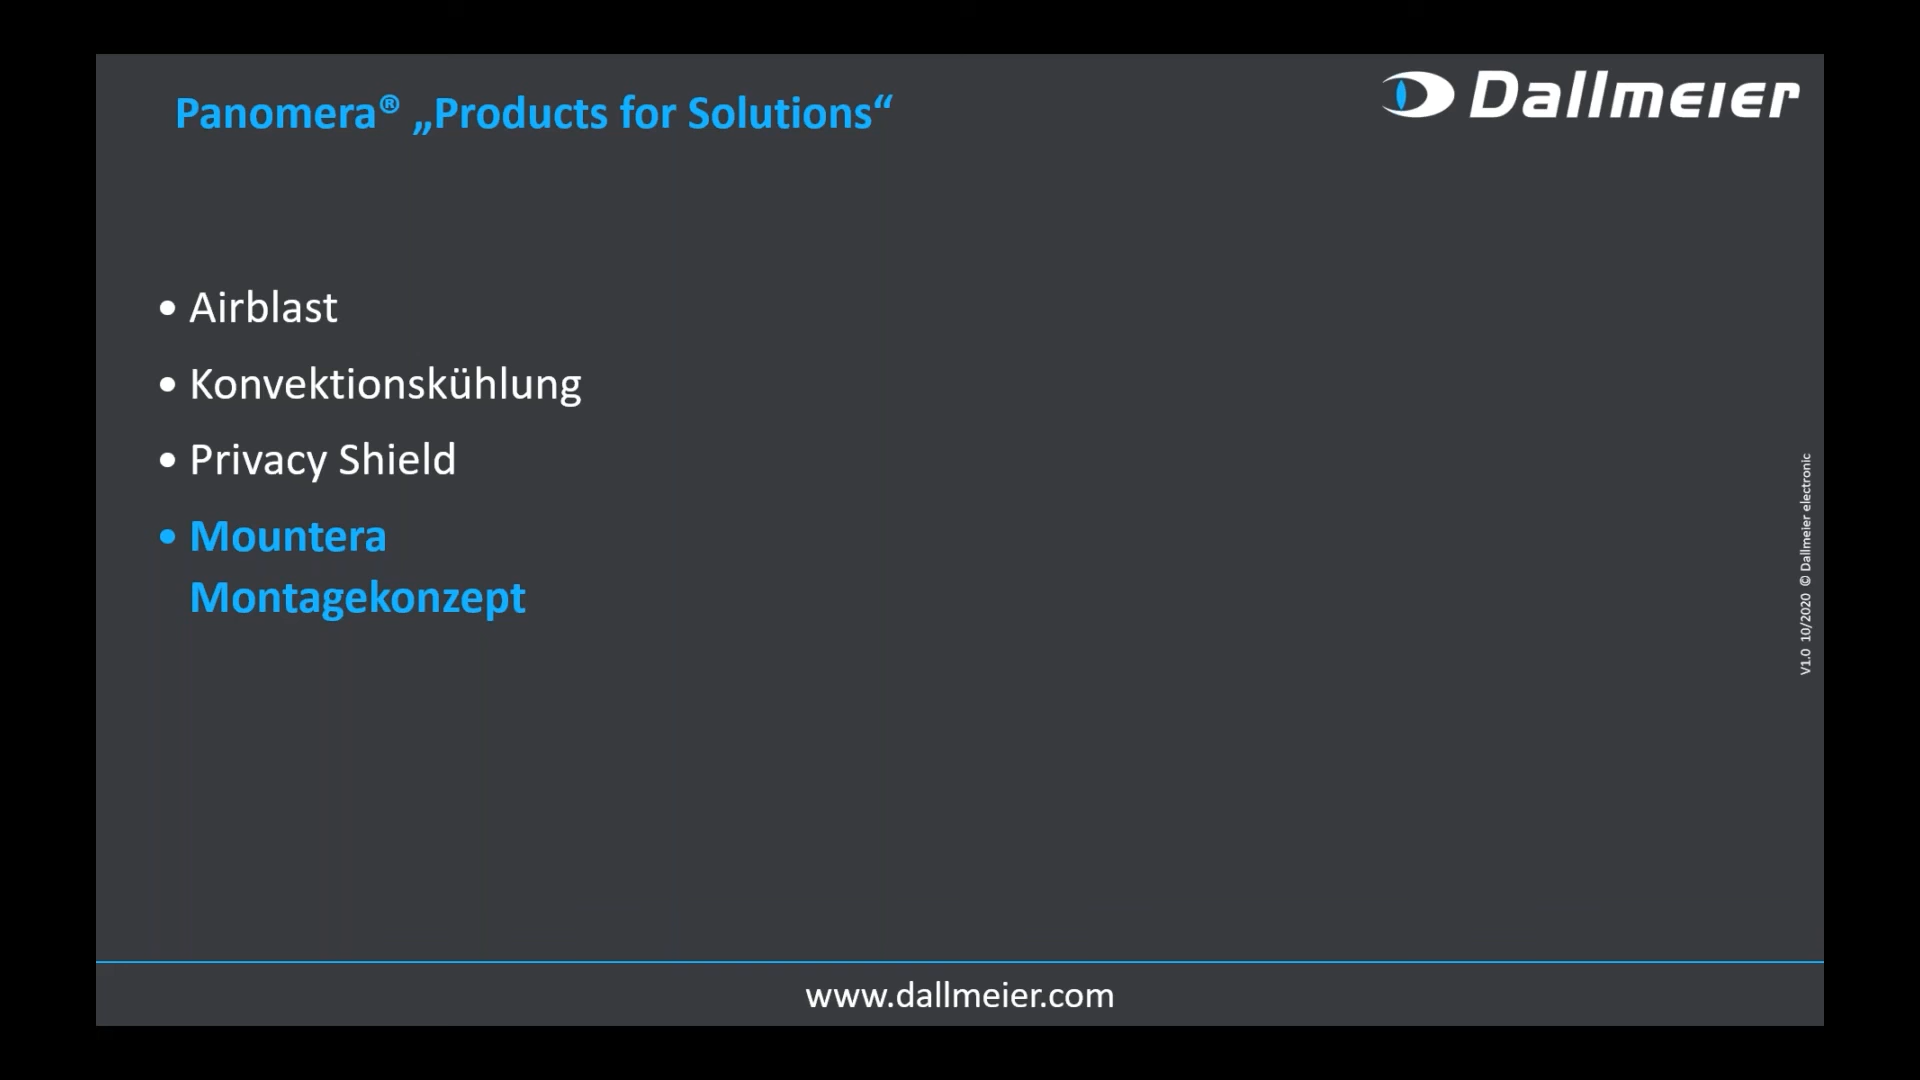 Panomera® „Products for Solutions“
Dallmeier
• Airblast
• Konvektionskühlung
• Privacy Shield
• Mountera
Montagekonzept
V1.0 10/2020 © Dallmeier electronic
www.dallmeier.com